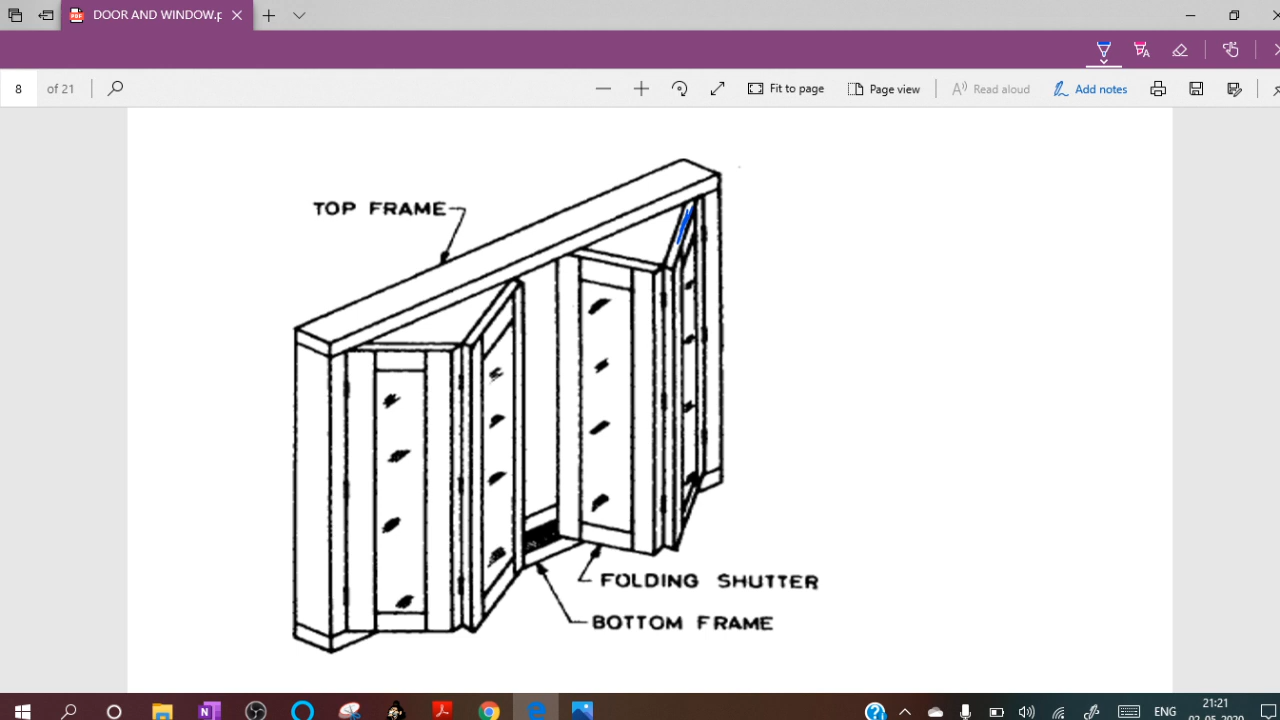 DOOR AND WINDOW.p
8 of 21
Fit to page
Page view
Read aloud
Add notes
TOP FRAME
FOLDING SHUTTER
BOTTOM FRAME
ENG
21:21